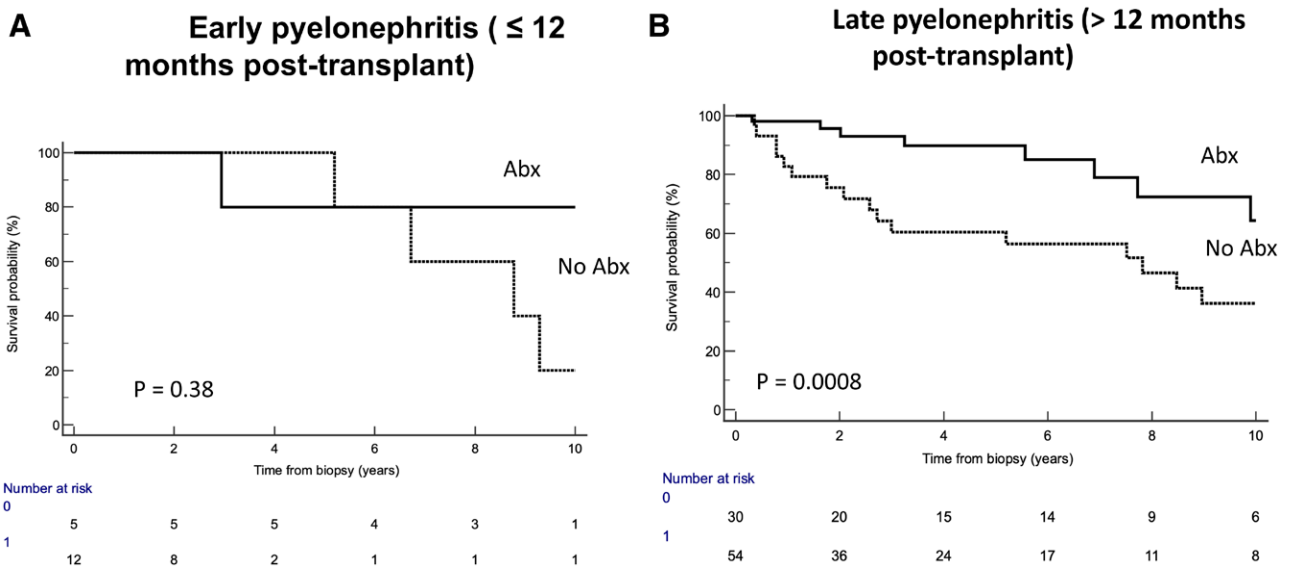 A
Early pyelonephritis ( ≤ 12
months post-transplant)
Survival probability (%)
100
80
60
40
20
0
Abx
No Abx
P = 0.38
0 2 4 6 8 10
Time from biopsy (years)
Number at risk
0
5 5 5 4 3 1
1
12 8 2 1 1 1
B
Late pyelonephritis (> 12 months
post-transplant)
Survival probability (%)
100
80
60
40
20
0
Abx
No Abx
P = 0.0008
0 2 4 6 8 10
Time from biopsy (years)
Number at risk
0
30 20 15 14 9 6
1
54 36 24 17 11 8